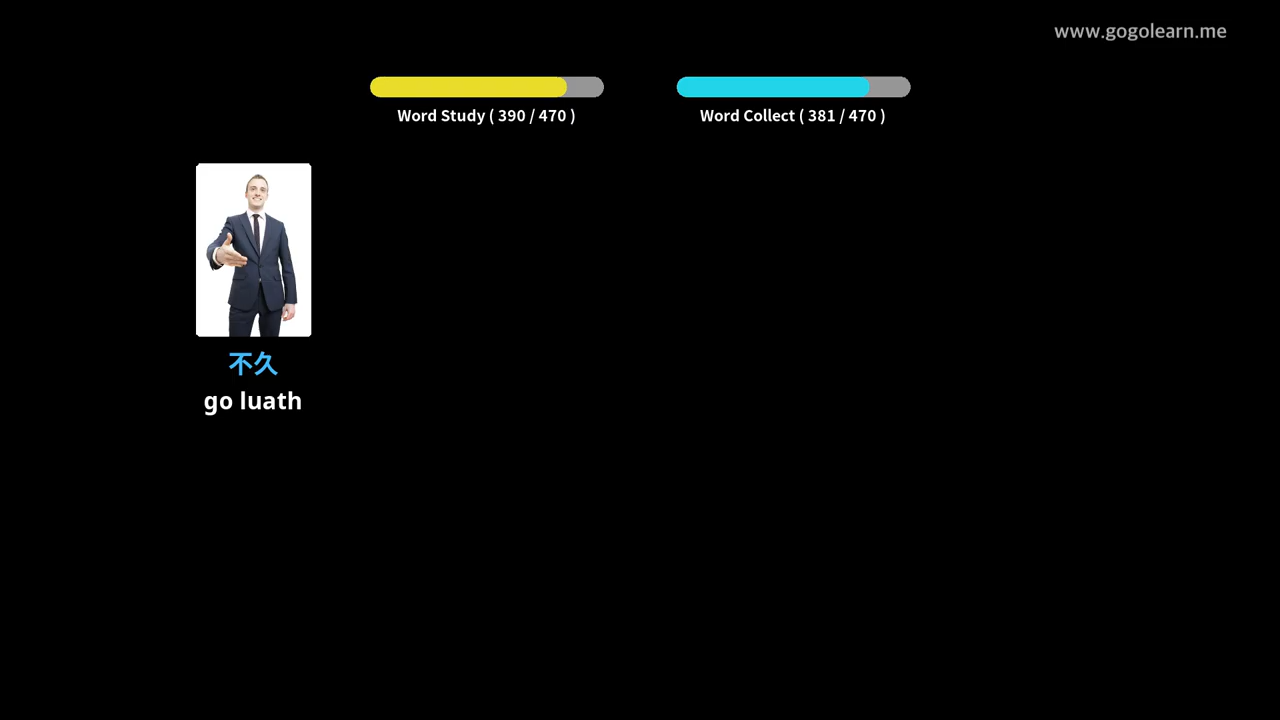 www.gogolearn.me
Word Study ( 390 / 470 )
Word Collect ( 381 / 470 )
不久
go luath